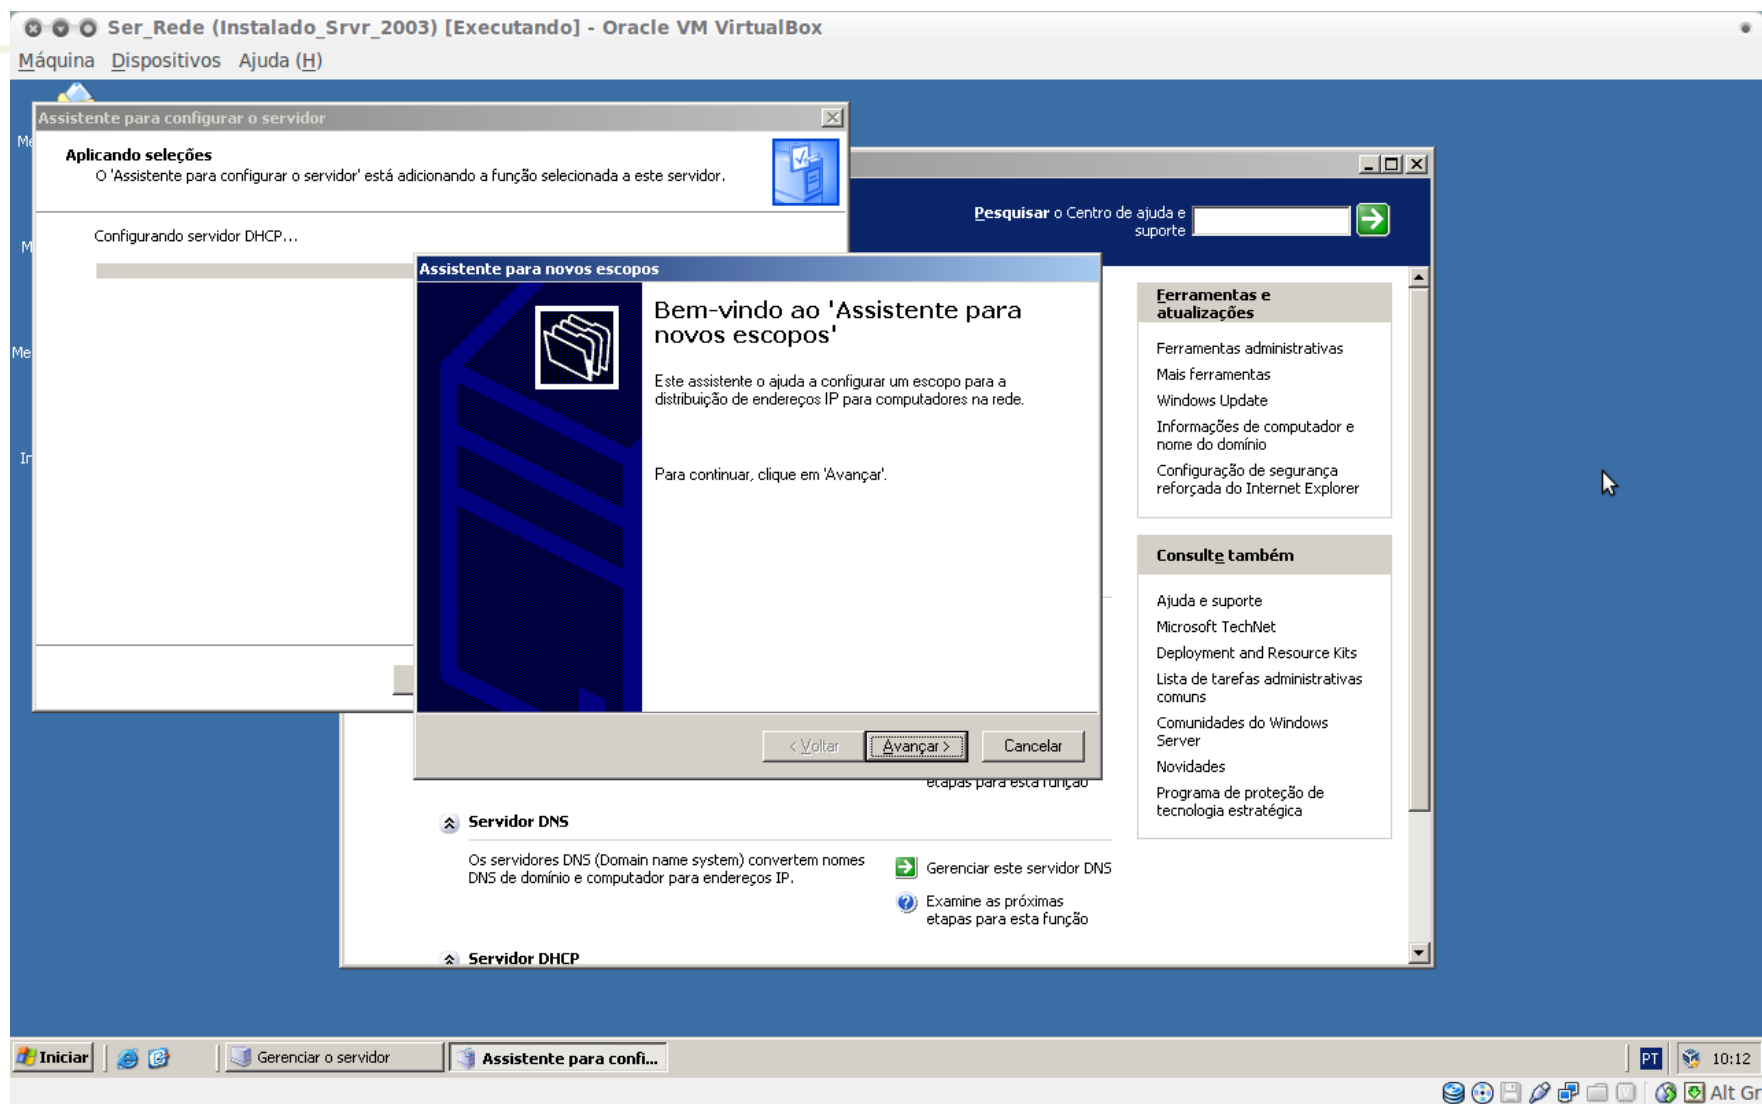 Ser_Rede (Instalado_Srvr_2003) [Executando] - Oracle VM VirtualBox
Máquina Dispositivos Ajuda (H)
Assistente para configurar o servidor
Aplicando seleções
O 'Assistente para configurar o servidor' está adicionando a função selecionada a este servidor.
Configurando servidor DHCP...
Pesquisar o Centro de ajuda e
suporte
Assistente para novos escopos
Bem-vindo ao 'Assistente para
novos escopos'
Este assistente o ajuda a configurar um escopo para a
distribuição de endereços IP para computadores na rede.
Para continuar, clique em 'Avançar'.
< Voltar
Avançar >
Cancelar
Ferramentas e
atualizações
Ferramentas administrativas
Mais ferramentas
Windows Update
Informações de computador e
nome do domínio
Configuração de segurança
reforçada do Internet Explorer
Consulte também
Ajuda e suporte
Microsoft TechNet
Deployment and Resource Kits
Lista de tarefas administrativas
comuns
Comunidades do Windows
Server
Novidades
Programa de proteção de
tecnologia estratégica
etapas para esta função
Servidor DNS
Os servidores DNS (Domain name system) convertem nomes
DNS de domínio e computador para endereços IP.
Gerenciar este servidor DNS
Examine as próximas
etapas para esta função
Servidor DHCP
Iniciar
Gerenciar o servidor
Assistente para confi...
PT
10:12
Alt Gr